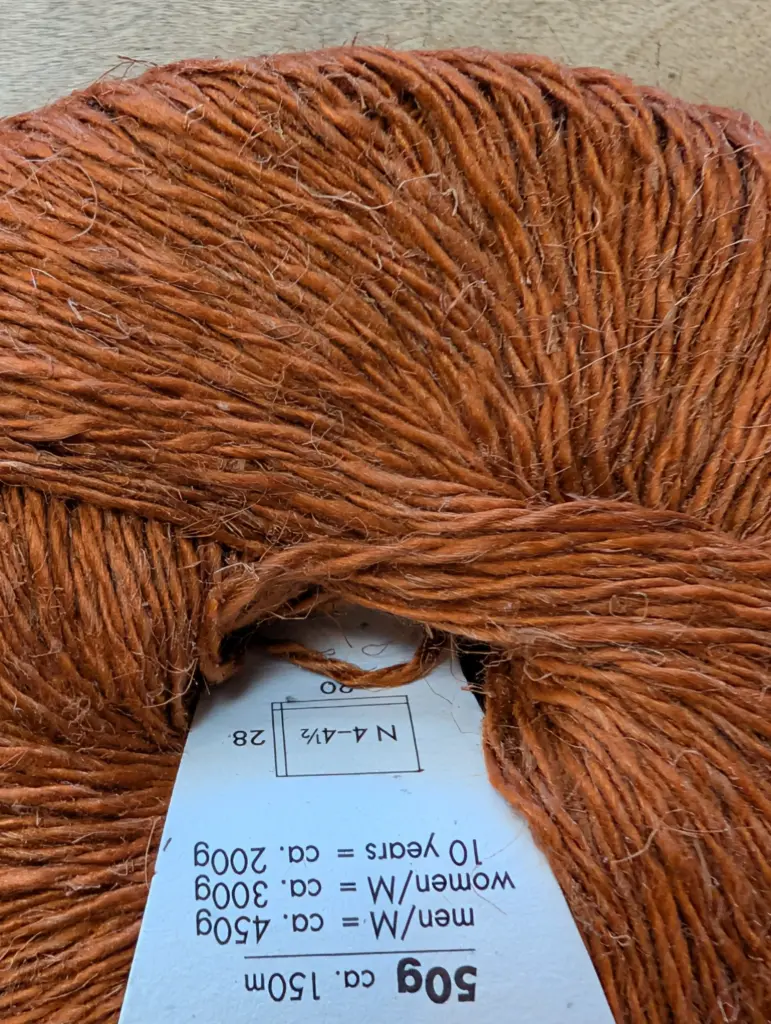 50g ca. 150m
men/M = ca. 450g
women/M = ca. 300g
10 years = ca. 200g
N 4–4½
28